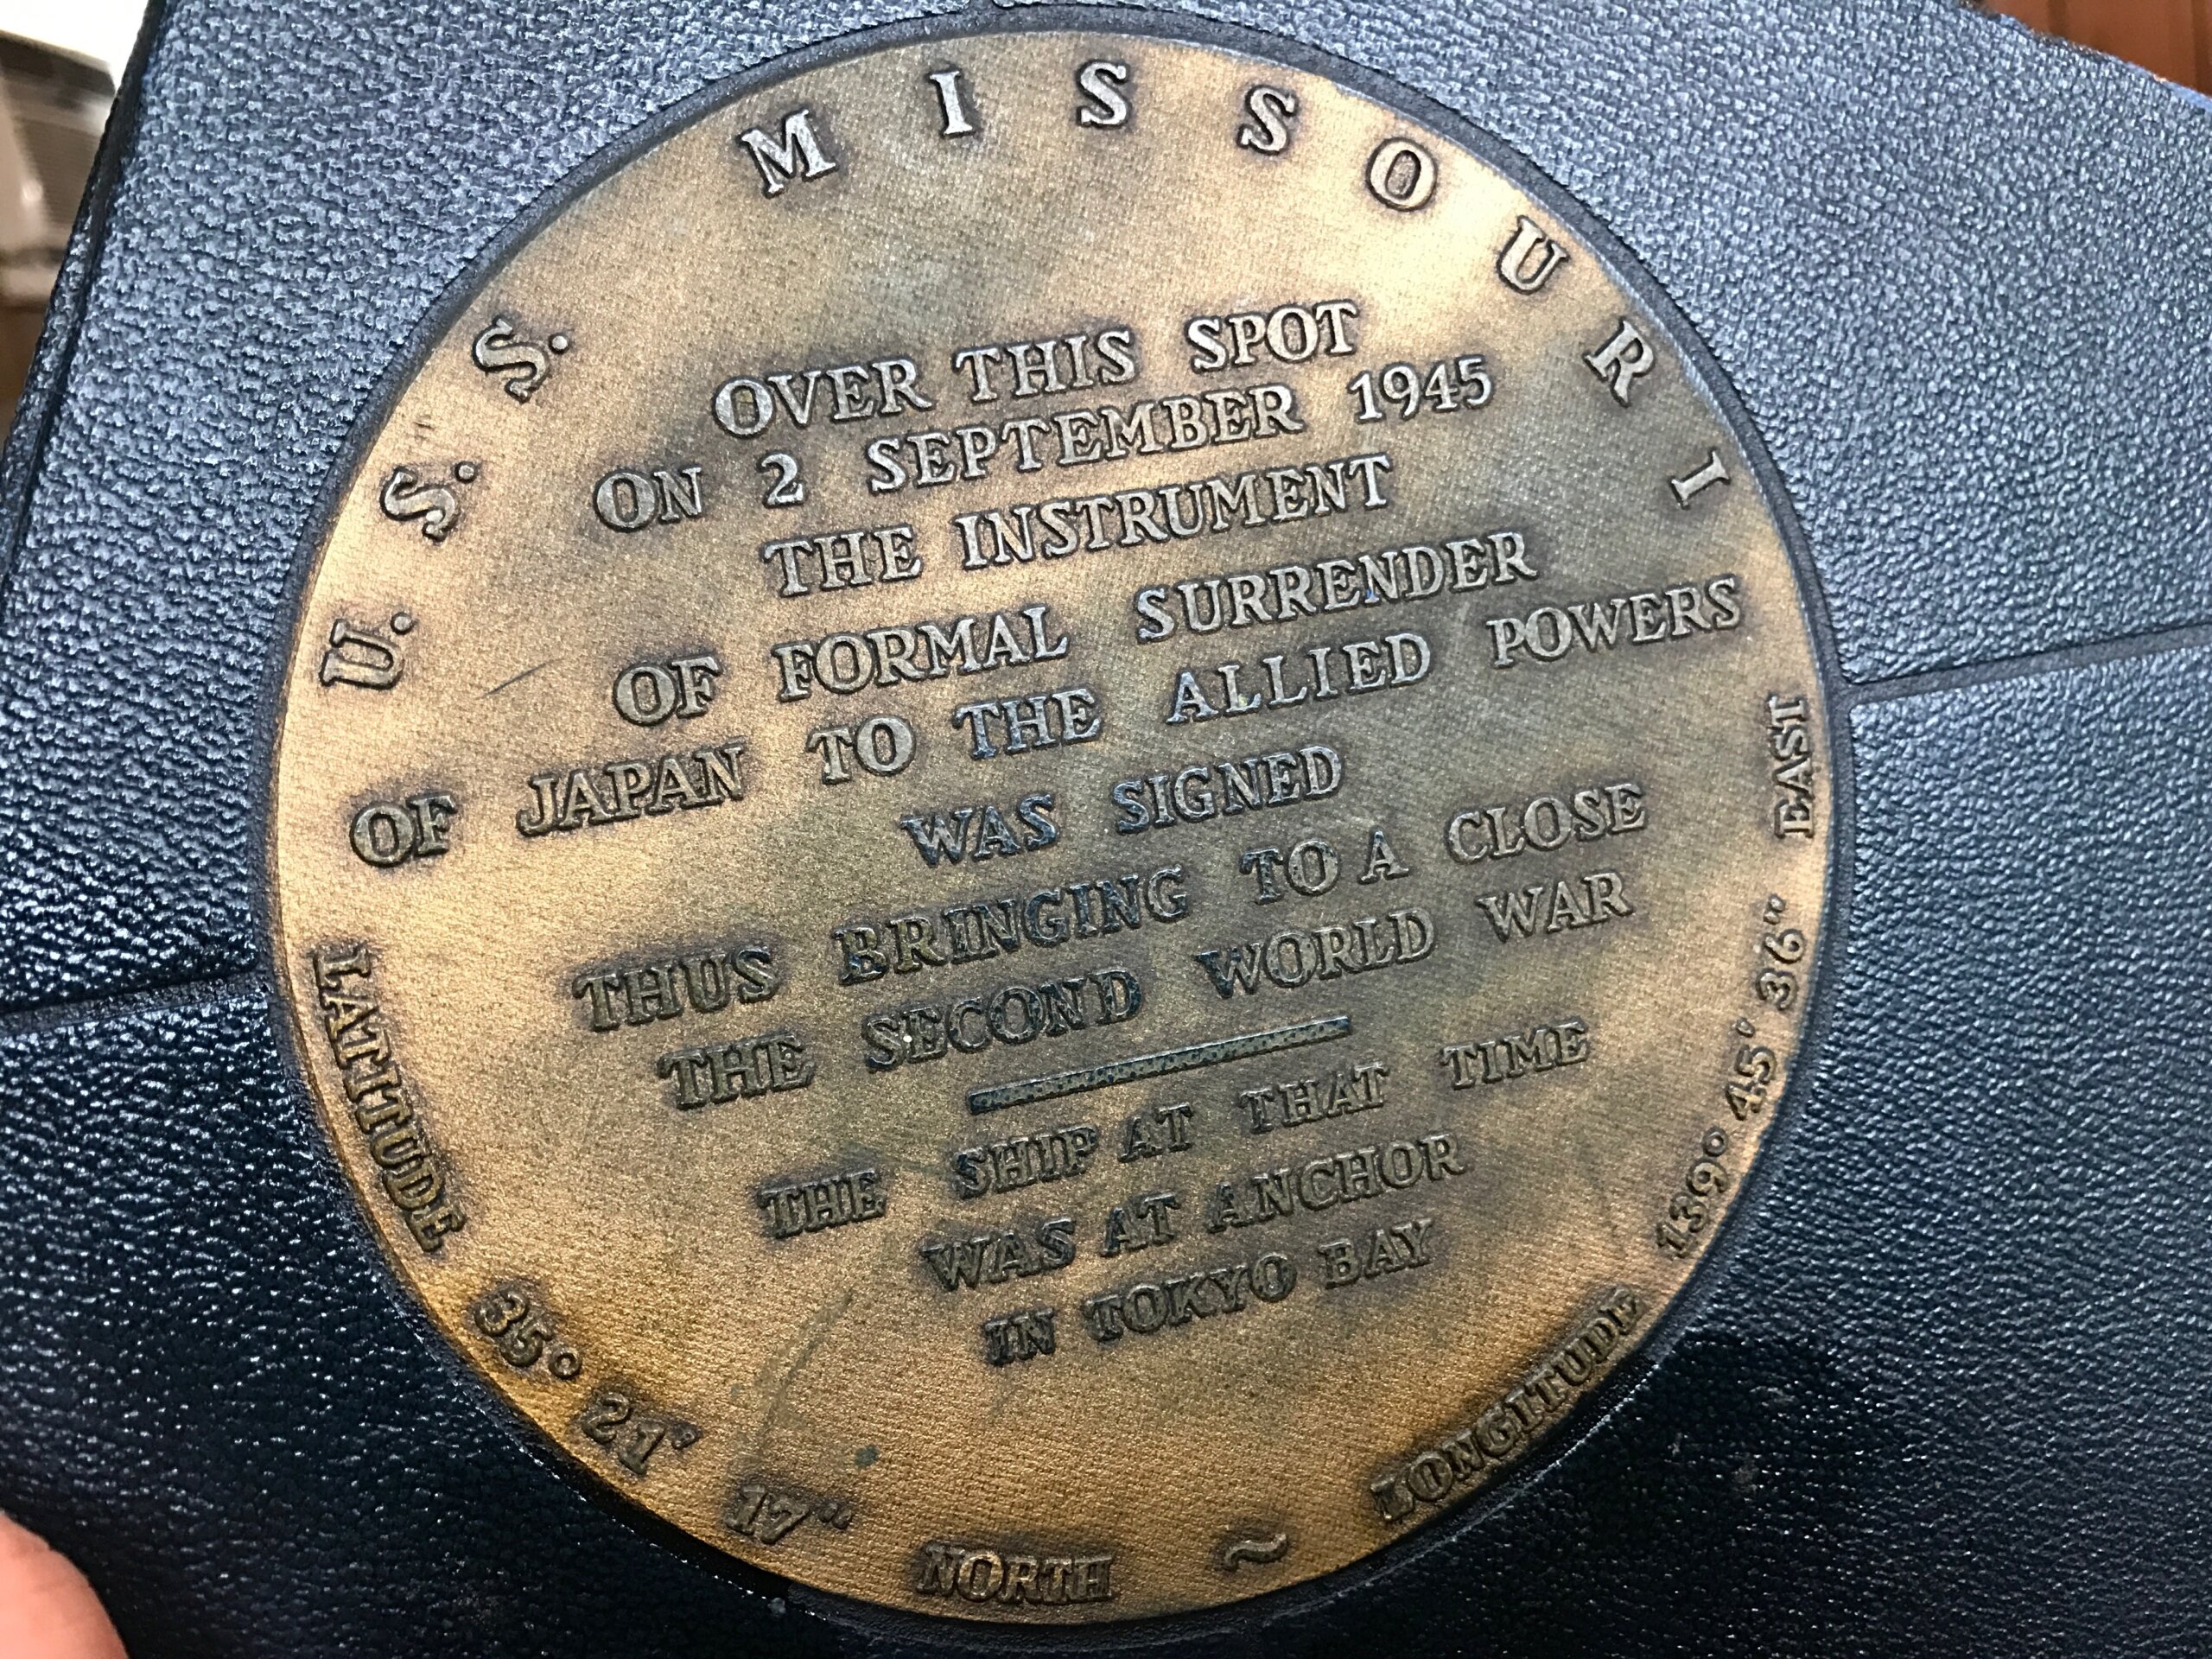 U. S. S. MISSOURI
OVER THIS SPOT
ON 2 SEPTEMBER 1945
THE INSTRUMENT
OF FORMAL SURRENDER
OF JAPAN TO THE ALLIED POWERS
WAS SIGNED
THUS BRINGING TO A CLOSE
THE SECOND WORLD WAR
THE SHIP AT THAT TIME
WAS AT ANCHOR
IN TOKYO BAY
LATITUDE 35° 21' 17" NORTH ~ LONGITUDE 139° 45' 36" EAST